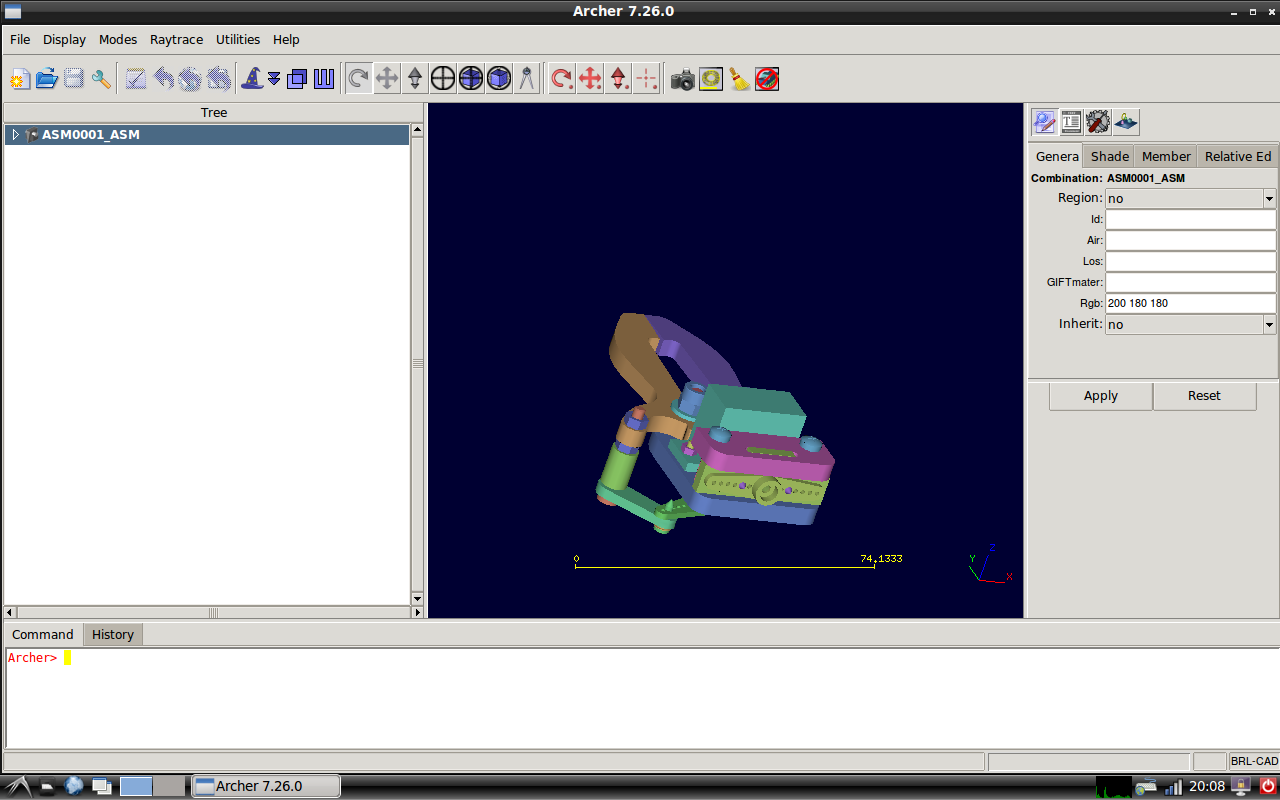 Archer 7.26.0
File Display Modes Raytrace Utilities Help
Tree
ASM0001_ASM
Genera Shade Member Relative Ed
Combination: ASM0001_ASM
Region: no
Id:
Air:
Los:
GIFTmater:
Rgb: 200 180 180
Inherit: no
Apply Reset
0 74.1333
Y Z X
Command History
Archer>
BRL-CAD
Archer 7.26.0 20:08